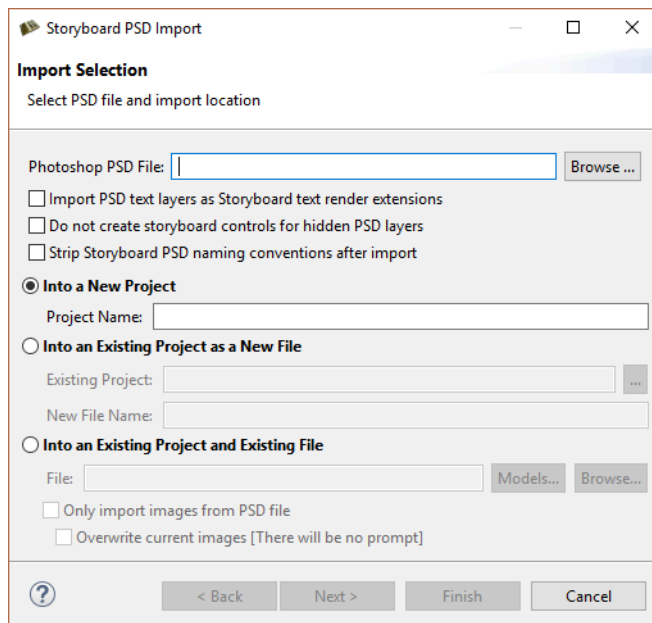 Storyboard PSD Import
Import Selection
Select PSD file and import location
Photoshop PSD File: Browse ...
Import PSD text layers as Storyboard text render extensions
Do not create storyboard controls for hidden PSD layers
Strip Storyboard PSD naming conventions after import
Into a New Project
Project Name:
Into an Existing Project as a New File
Existing Project: ...
New File Name:
Into an Existing Project and Existing File
File: Models... Browse...
Only import images from PSD file
Overwrite current images [There will be no prompt]
? < Back Next > Finish Cancel